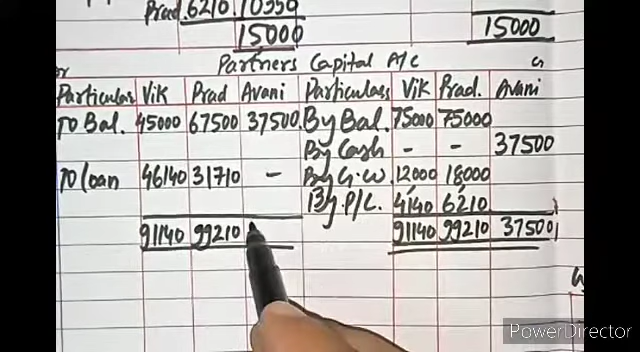 Prad. 6210. 10350
15000
15000
Partners Capital A/c
Particulars Vik Prad Avani Particulars Vik Prad. Avani
To Bal. 45000 67500 37500 By Bal. 75000 75000
By Cash - - 37500
To loan 46140 31710 - By G.W 12000 18000
By P/L. 4140 6210
91140 99210 91140 99210 37500
PowerDirector